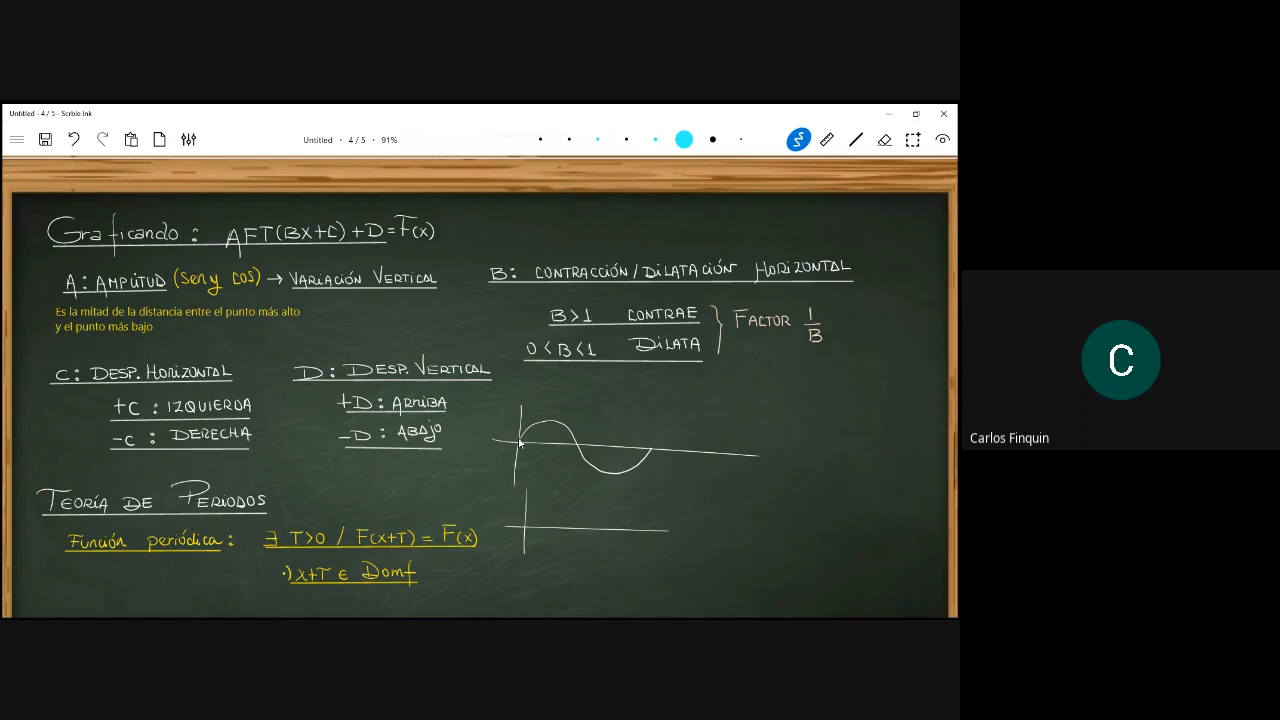 Untitled - 4 / 5 - Scrble Ink
Untitled · 4 / 5 · 91%
Graficando : AFT(BX+C)+D=F(x)
A: AMPLITUD (sen y cos) → VARIACIÓN VERTICAL
Es la mitad de la distancia entre el punto más alto
y el punto más bajo
B: CONTRACCIÓN/DILATACIÓN HORIZONTAL
B>1 CONTRAE
0<B<1 DILATA
FACTOR 1/B
C: DESP. HORIZONTAL
+C : IZQUIERDA
-C : DERECHA
D: DESP. VERTICAL
+D: ARRIBA
-D: ABAJO
TEORÍA DE PERIODOS
Función periódica: ∃ T>0 / F(x+T) = F(x)
·) x+T ∈ Domf
C
Carlos Finquin